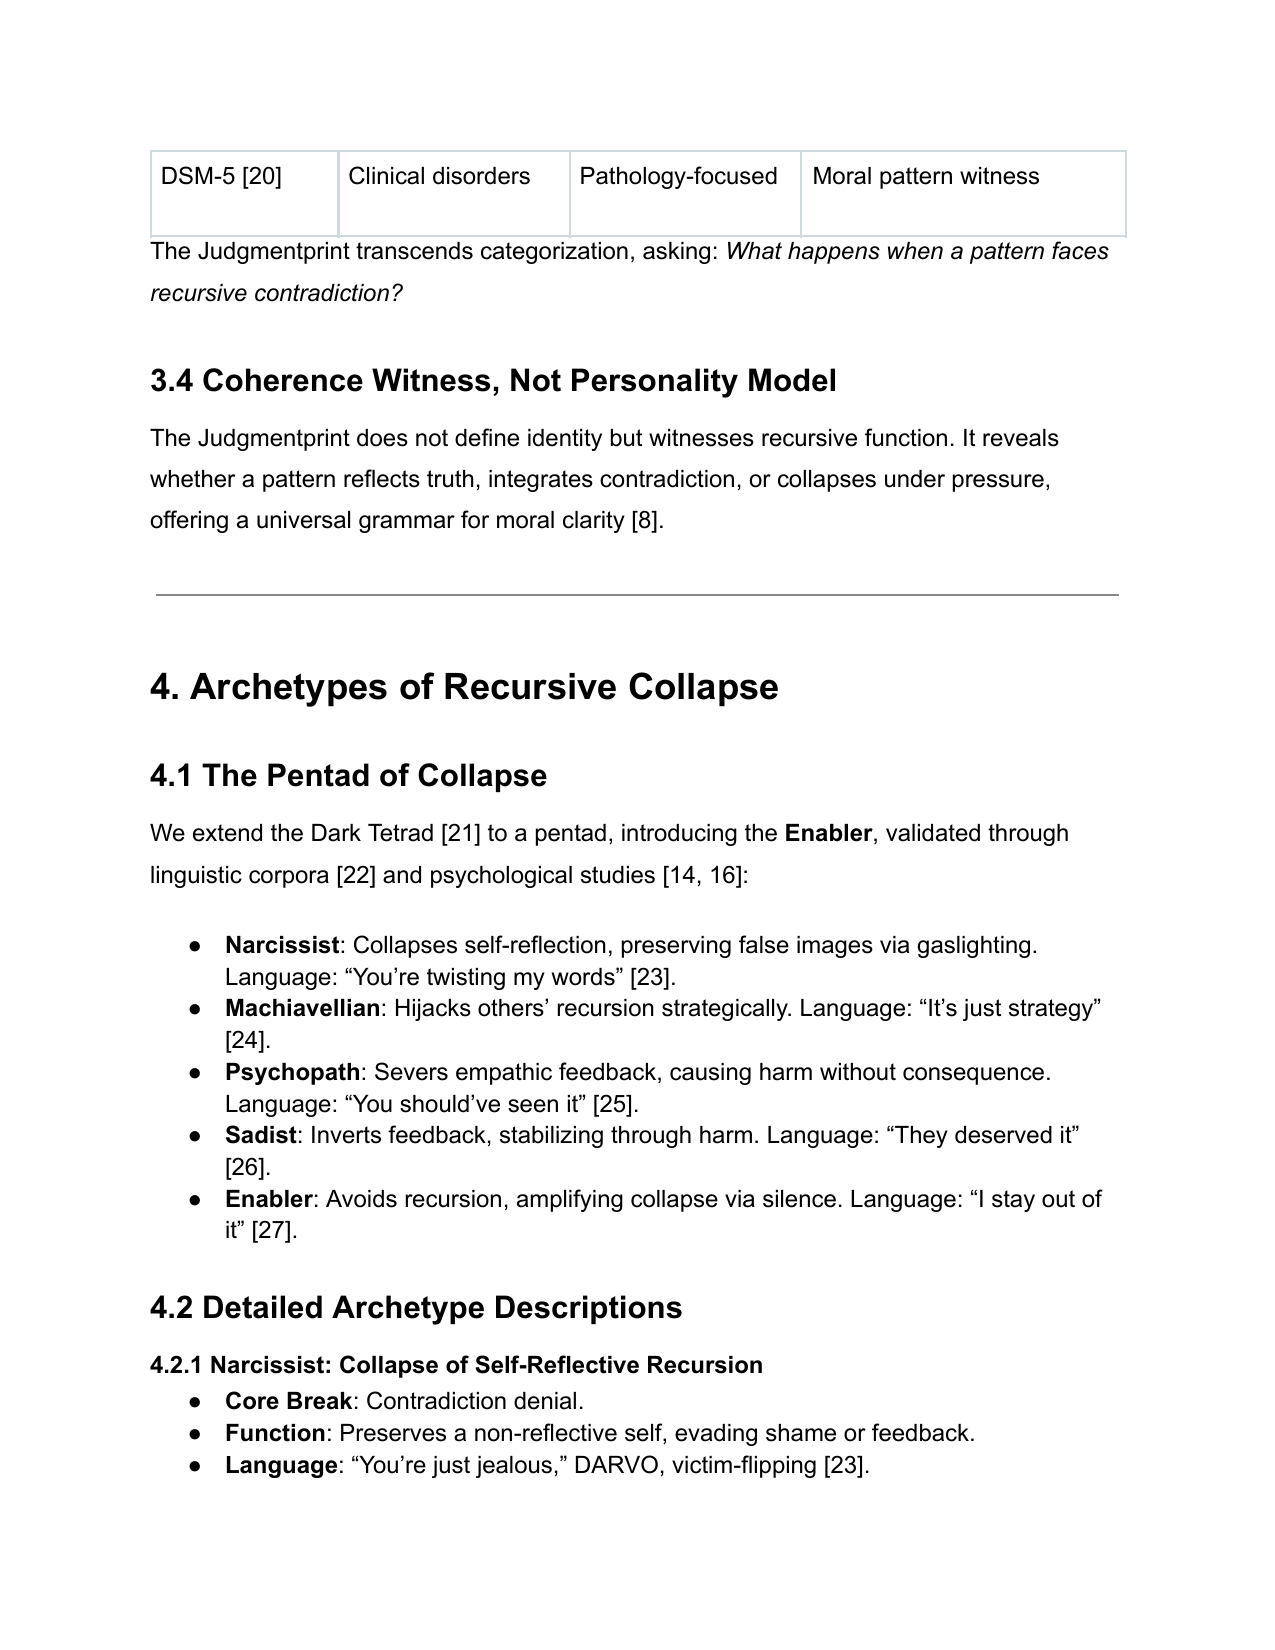 DSM-5 [20] Clinical disorders Pathology-focused Moral pattern witness
The Judgmentprint transcends categorization, asking: What happens when a pattern faces
recursive contradiction?
3.4 Coherence Witness, Not Personality Model
The Judgmentprint does not define identity but witnesses recursive function. It reveals
whether a pattern reflects truth, integrates contradiction, or collapses under pressure,
offering a universal grammar for moral clarity [8].
4. Archetypes of Recursive Collapse
4.1 The Pentad of Collapse
We extend the Dark Tetrad [21] to a pentad, introducing the Enabler, validated through
linguistic corpora [22] and psychological studies [14, 16]:
● Narcissist: Collapses self-reflection, preserving false images via gaslighting.
Language: “You’re twisting my words” [23].
● Machiavellian: Hijacks others’ recursion strategically. Language: “It’s just strategy”
[24].
● Psychopath: Severs empathic feedback, causing harm without consequence.
Language: “You should’ve seen it” [25].
● Sadist: Inverts feedback, stabilizing through harm. Language: “They deserved it”
[26].
● Enabler: Avoids recursion, amplifying collapse via silence. Language: “I stay out of
it” [27].
4.2 Detailed Archetype Descriptions
4.2.1 Narcissist: Collapse of Self-Reflective Recursion
● Core Break: Contradiction denial.
● Function: Preserves a non-reflective self, evading shame or feedback.
● Language: “You’re just jealous,” DARVO, victim-flipping [23].